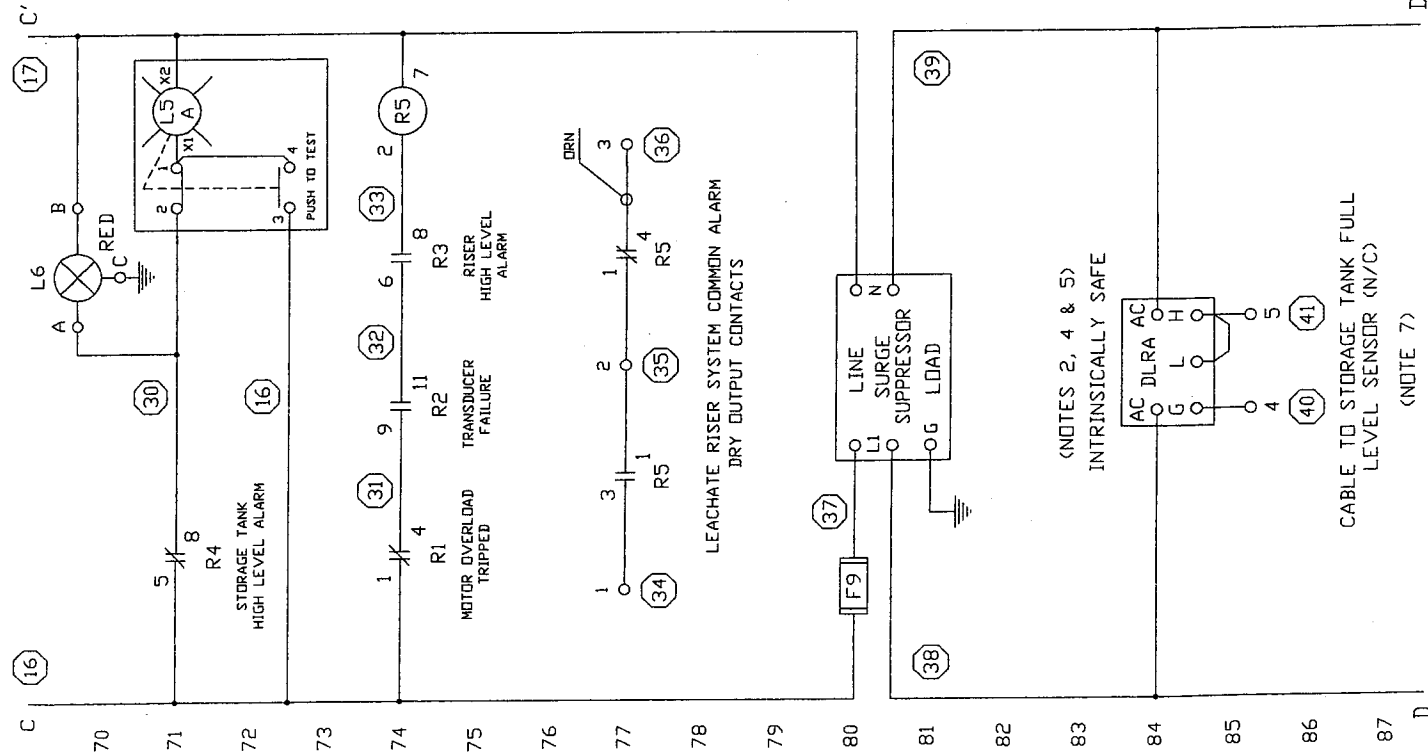 C
C'
16
17
70
L6
A
B
C
RED
71
5
8
R4
STORAGE TANK
HIGH LEVEL ALARM
30
2
1
X1
L5
A
X2
3
4
PUSH TO TEST
72
16
73
74
1
4
R1
MOTOR OVERLOAD
TRIPPED
31
9
11
R2
TRANSDUCER
FAILURE
32
6
8
R3
RISER
HIGH LEVEL
ALARM
33
2
R5
7
75
76
77
1
34
3
1
R5
2
35
1
4
R5
ORN
3
36
LEACHATE RISER SYSTEM COMMON ALARM
DRY OUTPUT CONTACTS
78
79
80
F9
37
LINE
L1
N
SURGE
SUPPRESSOR
G LOAD
81
38
39
82
83
(NOTES 2, 4 & 5)
INTRINSICALLY SAFE
84
AC DLRA AC
G
L
H
85
4
5
86
40
41
CABLE TO STORAGE TANK FULL
LEVEL SENSOR (N/C)
87
(NOTE 7)
D
D